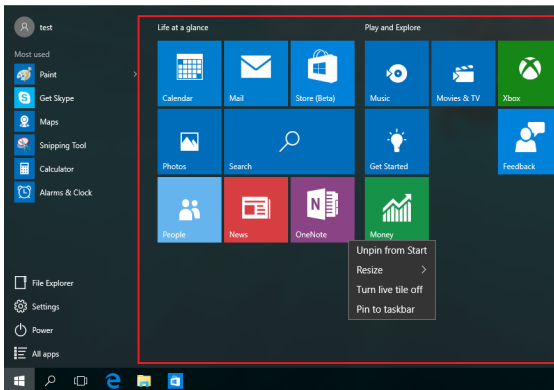 test
Most used
Paint
Get Skype
Maps
Snipping Tool
Calculator
Alarms & Clock
File Explorer
Settings
Power
All apps
Life at a glance
Calendar
Mail
Store (Beta)
Photos
Search
People
News
OneNote
Play and Explore
Music
Movies & TV
Xbox
Get Started
Feedback
Money
Unpin from Start
Resize
Turn live tile off
Pin to taskbar